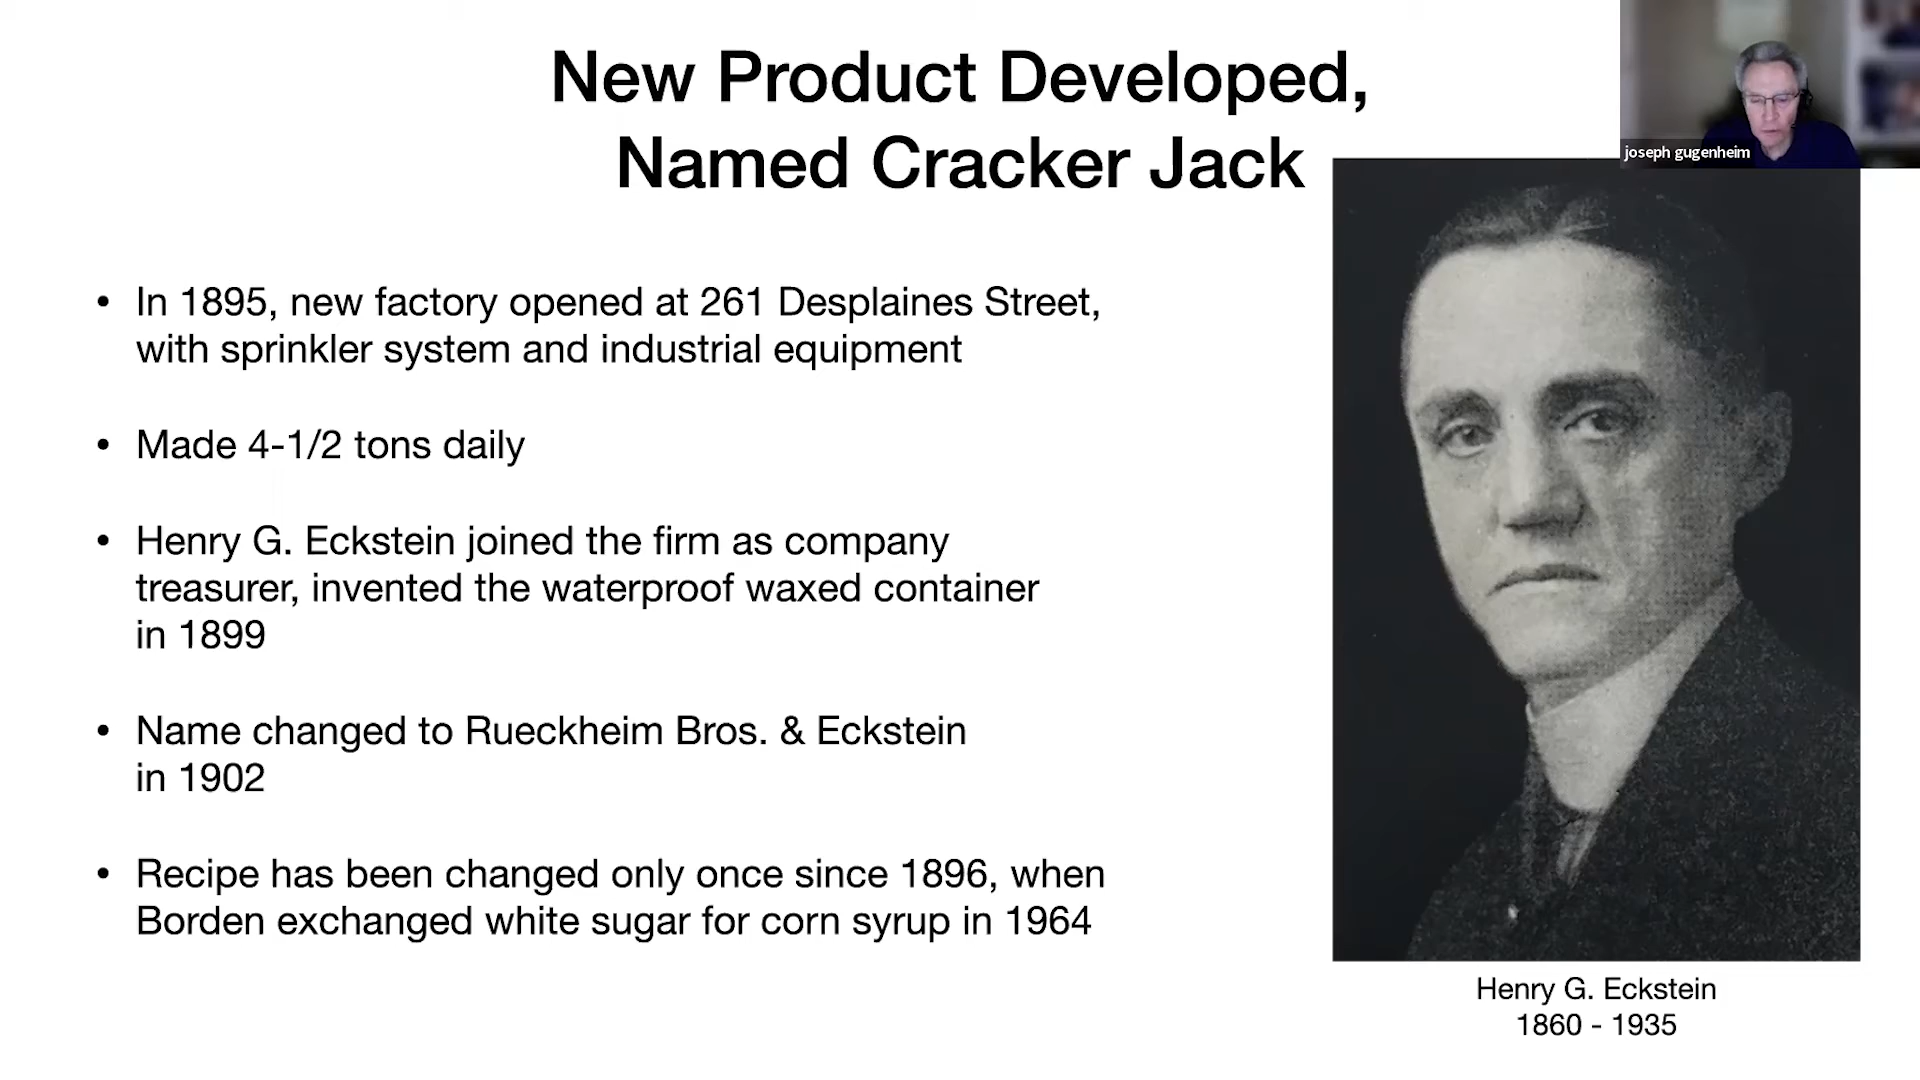 New Product Developed,
Named Cracker Jack
joseph gugenheim
• In 1895, new factory opened at 261 Desplaines Street,
with sprinkler system and industrial equipment
• Made 4-1/2 tons daily
• Henry G. Eckstein joined the firm as company
treasurer, invented the waterproof waxed container
in 1899
• Name changed to Rueckheim Bros. & Eckstein
in 1902
• Recipe has been changed only once since 1896, when
Borden exchanged white sugar for corn syrup in 1964
Henry G. Eckstein
1860 - 1935